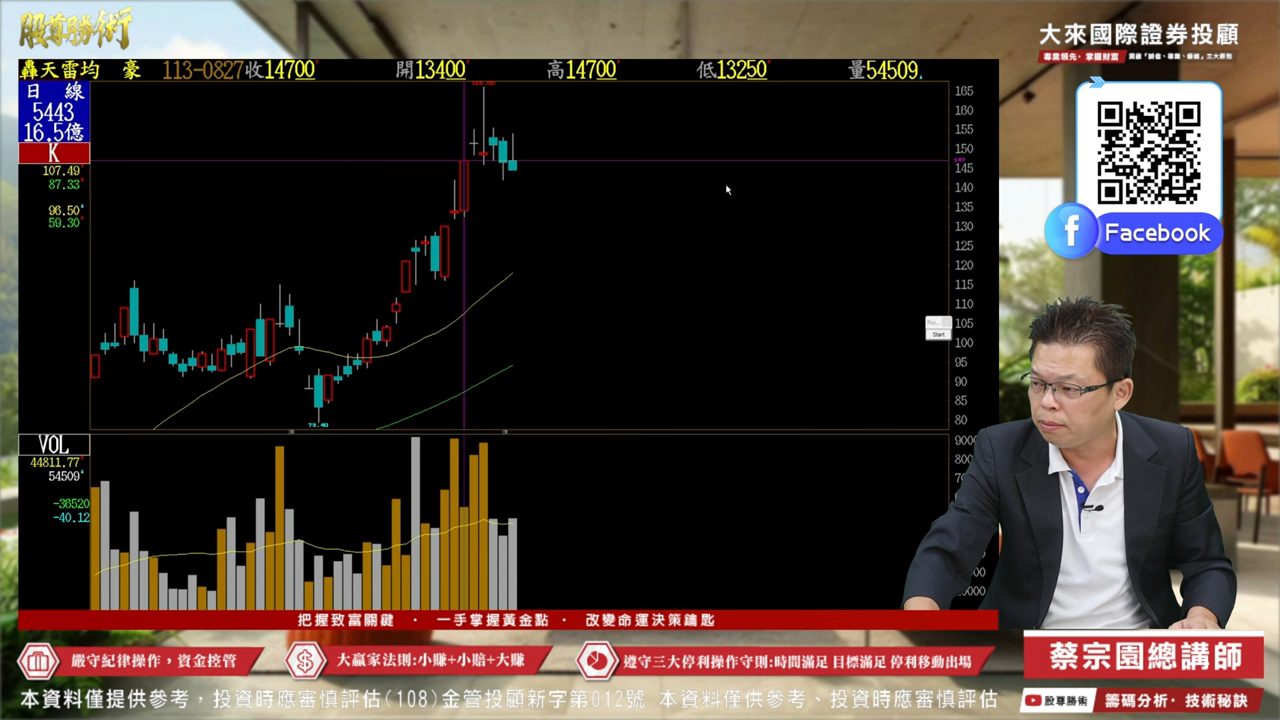 股尊勝術
大來國際證券投顧
專業領先・掌握財富
轟天雷均 豪 113-0827收14700 開13400 高14700 低13250 量54509.
日 線
5443
16.5億
K
107.49
87.33
96.50
59.30
166.00
165
160
155
150
147
145
140
135
130
125
120
115
110
105
100
95
90
85
80
79.40
Start
Facebook
VOL
44811.77
54509
-36520
-40.12
把握致富關鍵 · 一手掌握黃金點 · 改變命運決策鑰匙
嚴守紀律操作，資金控管
大贏家法則:小賺+小賠+大賺
遵守三大停利操作守則:時間滿足 目標滿足 停利移動出場
蔡宗園總講師
股尊勝術
籌碼分析・技術秘訣
本資料僅提供參考，投資時應審慎評估(108)金管投顧新字第012號 本資料僅供參考、投資時應審慎評估